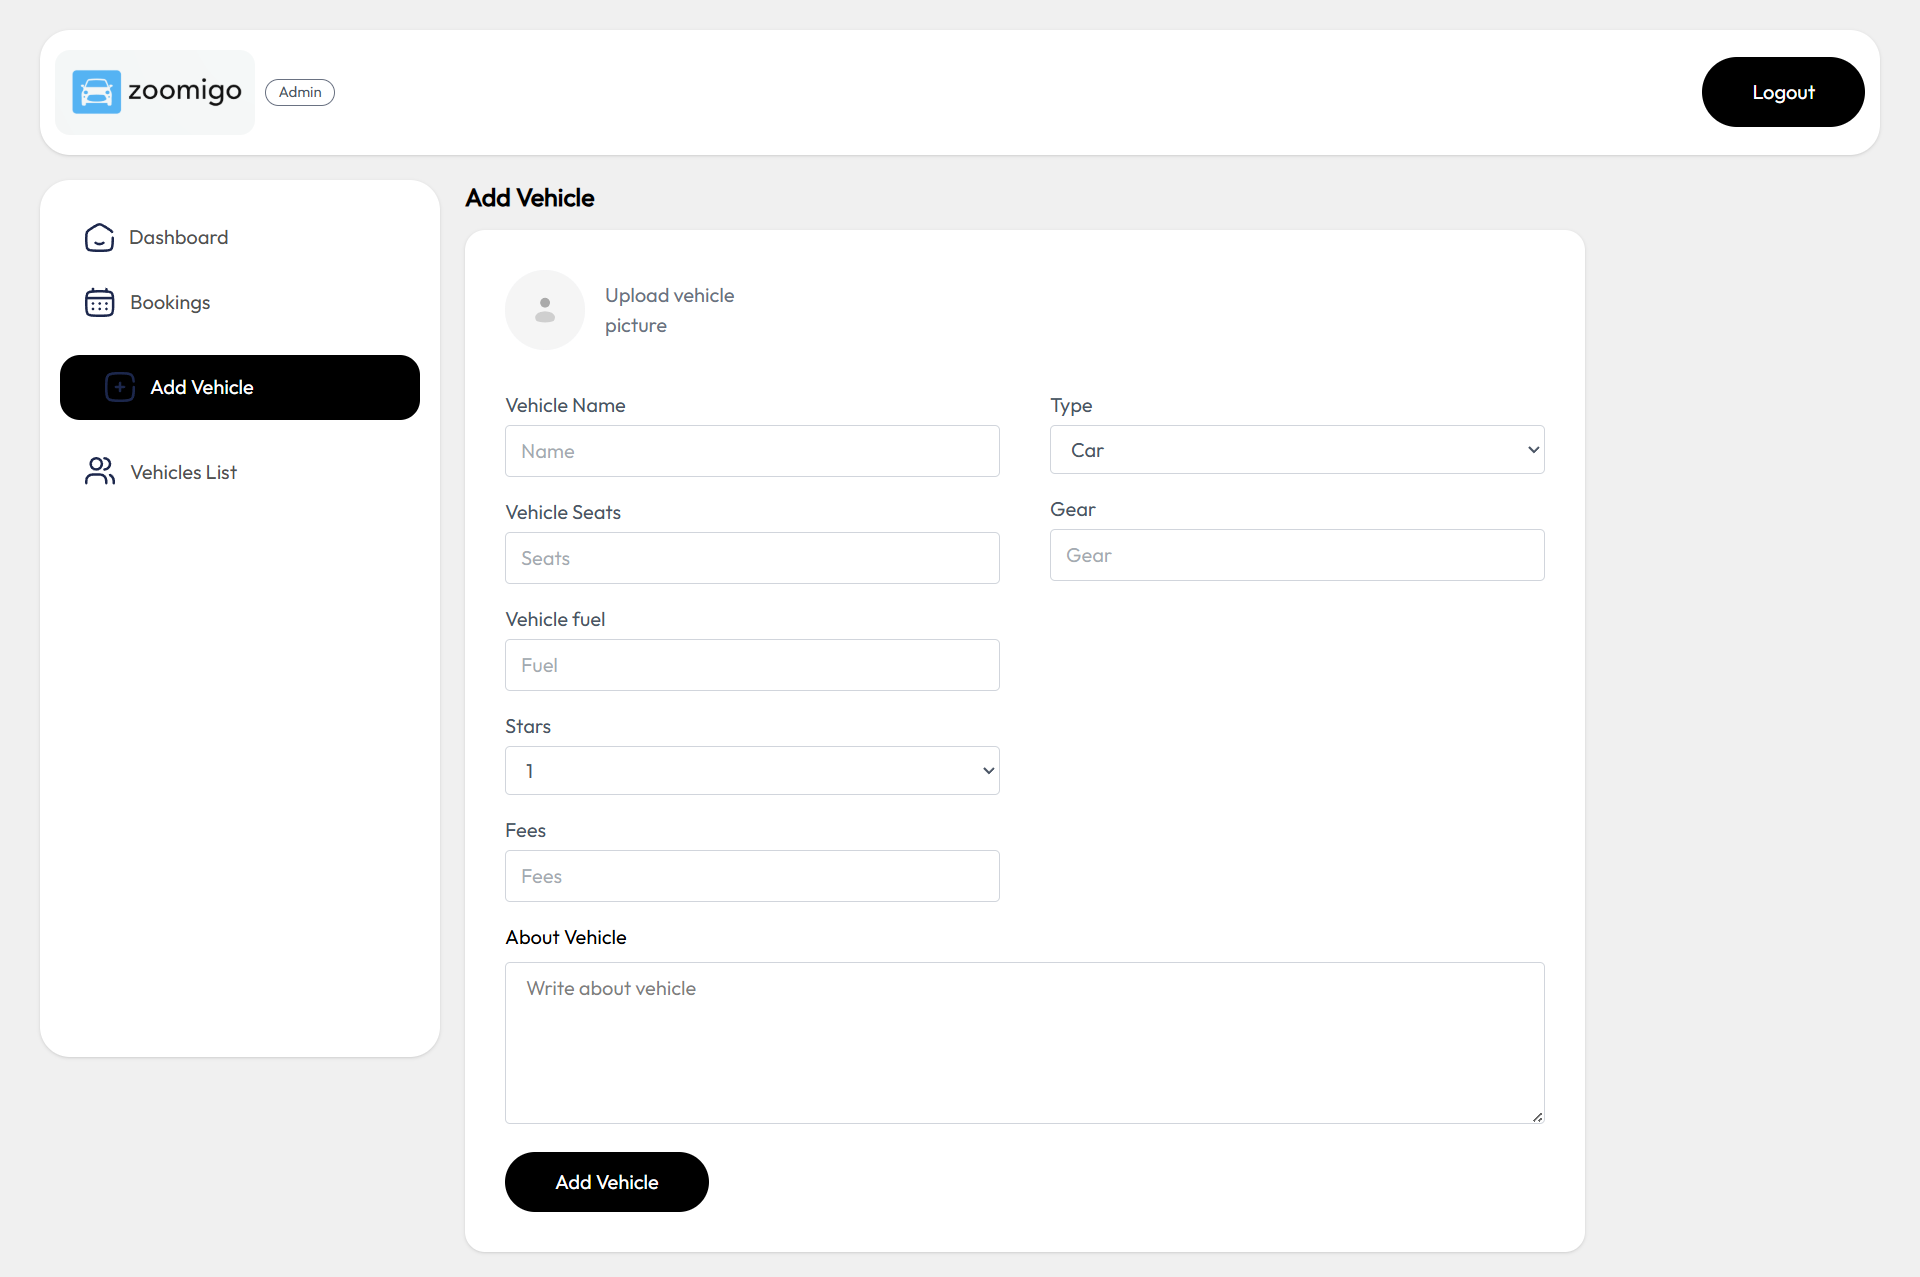 zoomigo
Admin
Logout
Dashboard
Bookings
Add Vehicle
Vehicles List
Add Vehicle
Upload vehicle
picture
Vehicle Name
Name
Type
Car
Vehicle Seats
Seats
Gear
Gear
Vehicle fuel
Fuel
Stars
1
Fees
Fees
About Vehicle
Write about vehicle
Add Vehicle